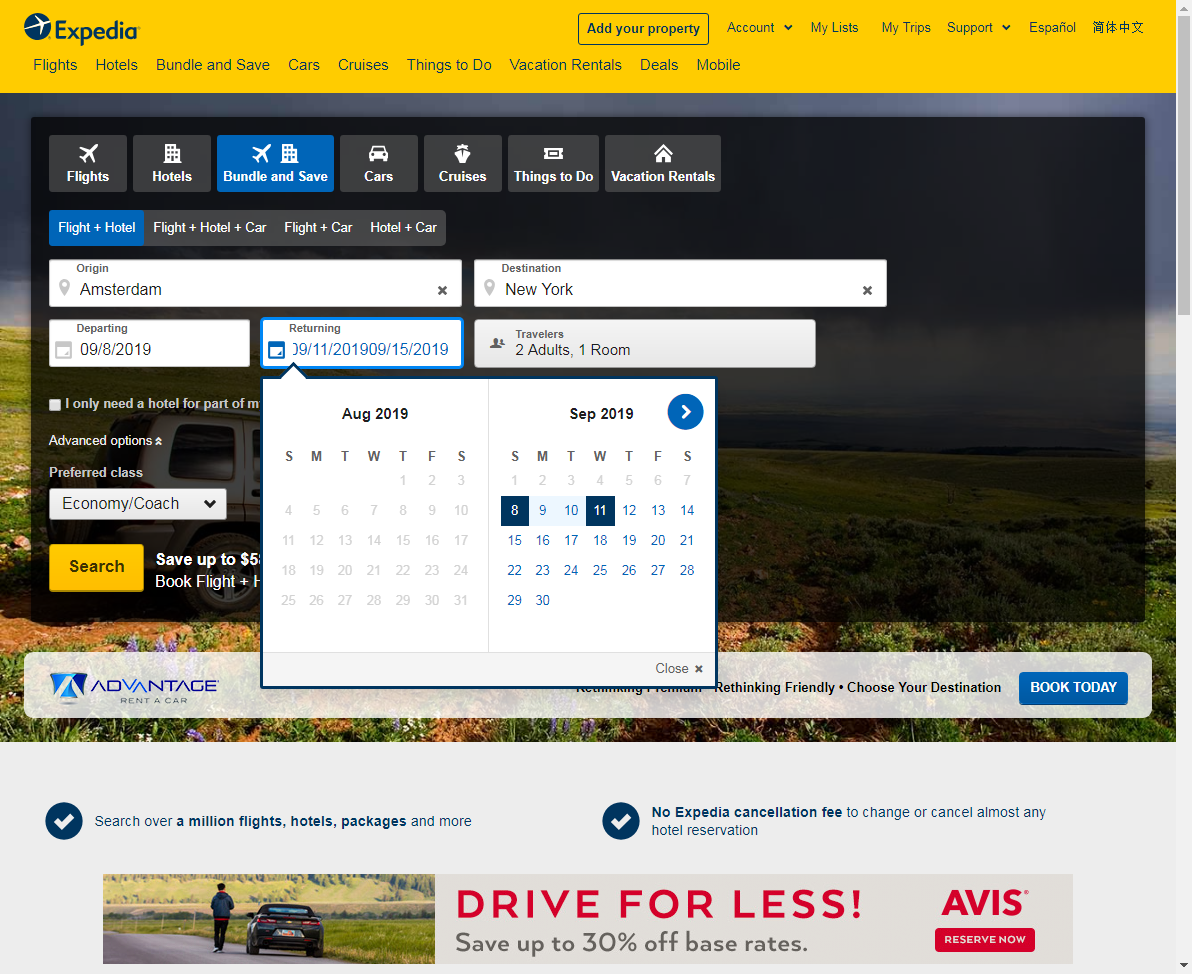 Expedia
Add your property
Account
My Lists
My Trips
Support
Español
简体中文
Flights
Hotels
Bundle and Save
Cars
Cruises
Things to Do
Vacation Rentals
Deals
Mobile
Flights
Hotels
Bundle and Save
Cars
Cruises
Things to Do
Vacation Rentals
Flight + Hotel
Flight + Hotel + Car
Flight + Car
Hotel + Car
Origin
Amsterdam
Destination
New York
Departing
09/8/2019
Returning
09/11/201909/15/2019
Travelers
2 Adults, 1 Room
I only need a hotel for part of m
Advanced options
Preferred class
Economy/Coach
Search
Save up to $5
Book Flight + H
Aug 2019
S M T W T F S
1 2 3
4 5 6 7 8 9 10
11 12 13 14 15 16 17
18 19 20 21 22 23 24
25 26 27 28 29 30 31
Sep 2019
S M T W T F S
1 2 3 4 5 6 7
8 9 10 11 12 13 14
15 16 17 18 19 20 21
22 23 24 25 26 27 28
29 30
Close
ADVANTAGE
RENT A CAR
Rethinking Premium Rethinking Friendly • Choose Your Destination
BOOK TODAY
Search over a million flights, hotels, packages and more
No Expedia cancellation fee to change or cancel almost any
hotel reservation
DRIVE FOR LESS!
Save up to 30% off base rates.
AVIS
RESERVE NOW